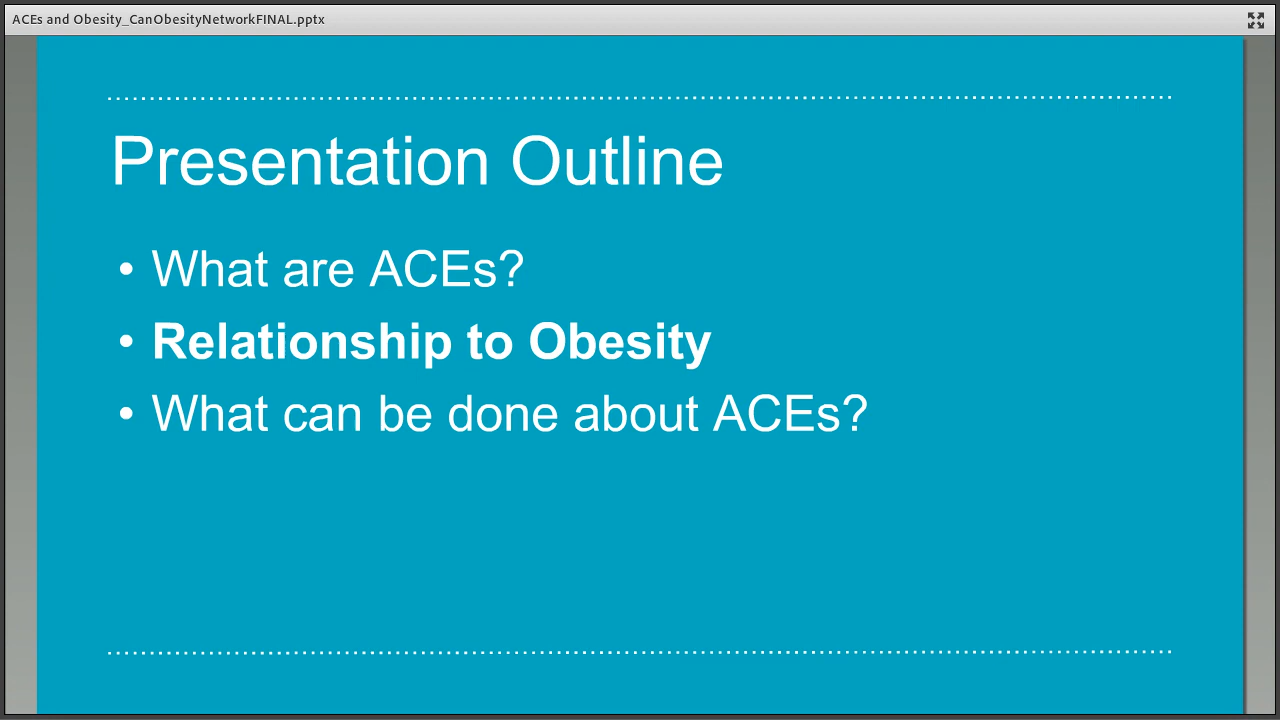 ACEs and Obesity_CanObesityNetworkFINAL.pptx
Presentation Outline
• What are ACEs?
• Relationship to Obesity
• What can be done about ACEs?